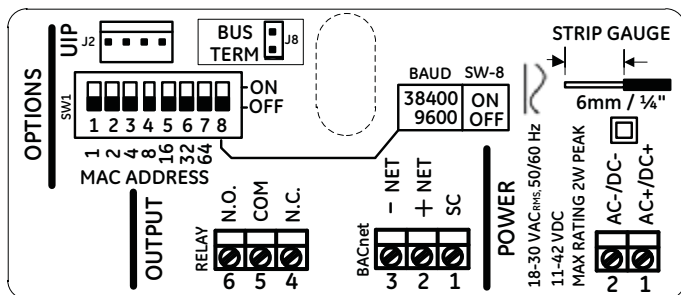 OPTIONS
UIP
J2
BUS
TERM
J8
SW1
ON
OFF
1 2 3 4 5 6 7 8
1 2 4 8 16 32 64
MAC ADDRESS
BAUD SW-8
38400 ON
9600 OFF
STRIP GAUGE
6mm / ¼"
OUTPUT
RELAY
N.O. COM N.C.
6 5 4
BACnet
- NET + NET SC
3 2 1
POWER
18-30 VACRMS, 50/60 Hz
11-42 VDC
MAX RATING 2W PEAK
AC-/DC- AC+/DC+
2 1